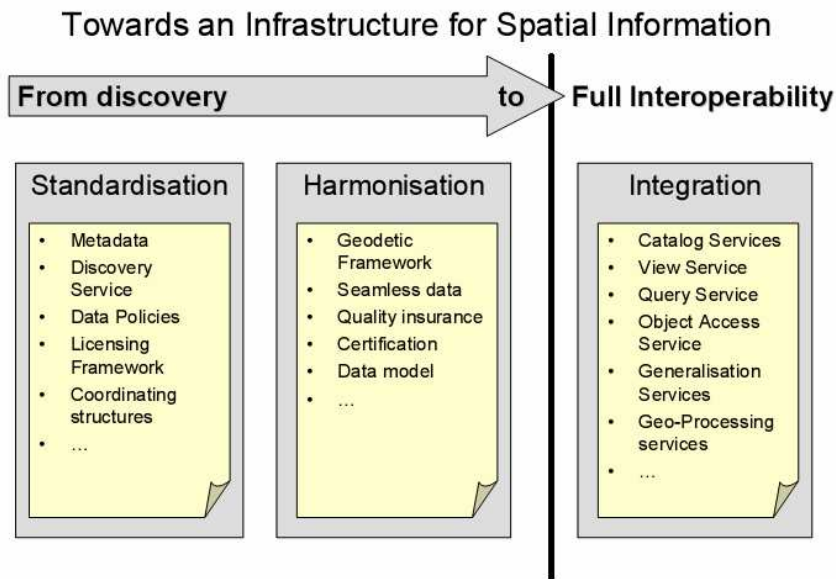 Towards an Infrastructure for Spatial Information
From discovery to Full Interoperability
Standardisation
• Metadata
• Discovery
Service
• Data Policies
• Licensing
Framework
• Coordinating
structures
• ...
Harmonisation
• Geodetic
Framework
• Seamless data
• Quality insurance
• Certification
• Data model
• ...
Integration
• Catalog Services
• View Service
• Query Service
• Object Access
Service
• Generalisation
Services
• Geo-Processing
services
• ...